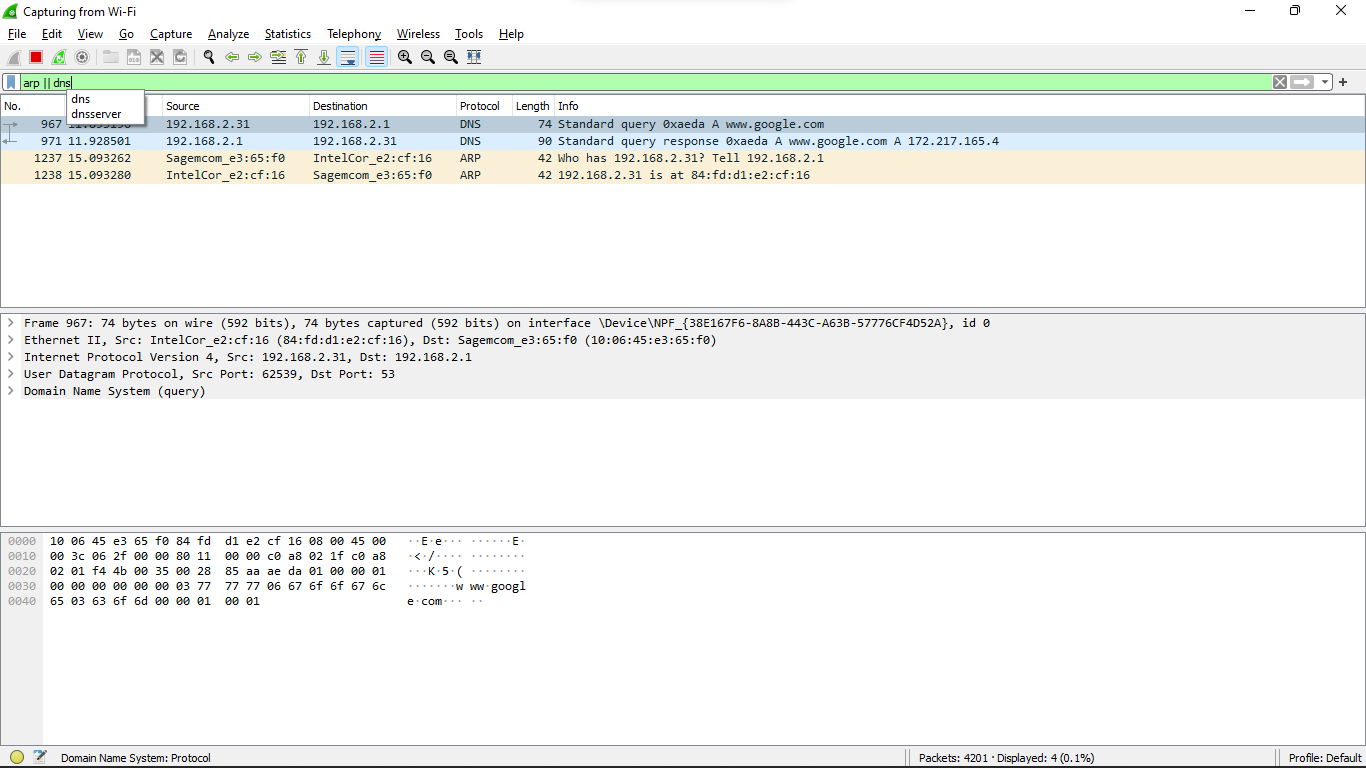 Capturing from Wi-Fi
File Edit View Go Capture Analyze Statistics Telephony Wireless Tools Help
arp || dns
dns
dnsserver
No. Source Destination Protocol Length Info
967 192.168.2.31 192.168.2.1 DNS 74 Standard query 0xaeda A www.google.com
971 11.928501 192.168.2.1 192.168.2.31 DNS 90 Standard query response 0xaeda A www.google.com A 172.217.165.4
1237 15.093262 Sagemcom_e3:65:f0 IntelCor_e2:cf:16 ARP 42 Who has 192.168.2.31? Tell 192.168.2.1
1238 15.093280 IntelCor_e2:cf:16 Sagemcom_e3:65:f0 ARP 42 192.168.2.31 is at 84:fd:d1:e2:cf:16
Frame 967: 74 bytes on wire (592 bits), 74 bytes captured (592 bits) on interface \Device\NPF_{38E167F6-8A8B-443C-A63B-57776CF4D52A}, id 0
Ethernet II, Src: IntelCor_e2:cf:16 (84:fd:d1:e2:cf:16), Dst: Sagemcom_e3:65:f0 (10:06:45:e3:65:f0)
Internet Protocol Version 4, Src: 192.168.2.31, Dst: 192.168.2.1
User Datagram Protocol, Src Port: 62539, Dst Port: 53
Domain Name System (query)
0000 10 06 45 e3 65 f0 84 fd d1 e2 cf 16 08 00 45 00 ··E·e··· ······E·
0010 00 3c 06 2f 00 00 80 11 00 00 c0 a8 02 1f c0 a8 ·<·/···· ········
0020 02 01 f4 4b 00 35 00 28 85 aa ae da 01 00 00 01 ···K·5·( ········
0030 00 00 00 00 00 00 03 77 77 77 06 67 6f 6f 67 6c ·······w ww·googl
0040 65 03 63 6f 6d 00 00 01 00 01 e·com··· ··
Domain Name System: Protocol
Packets: 4201 · Displayed: 4 (0.1%)
Profile: Default